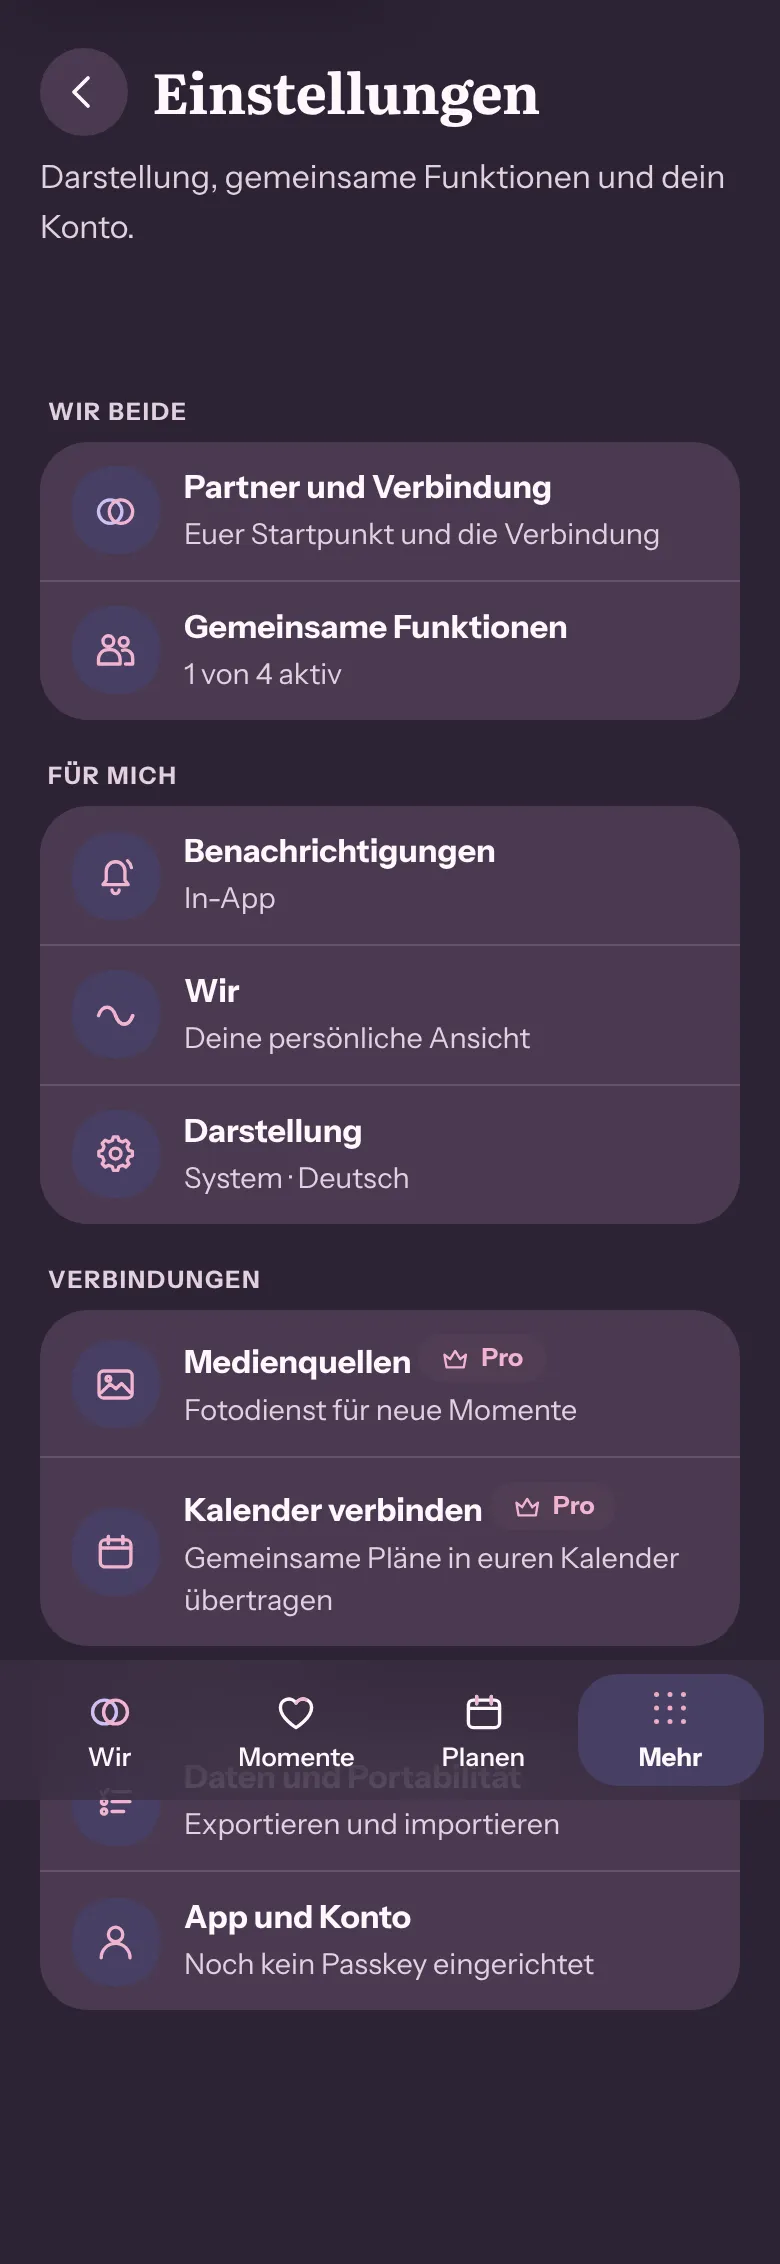 Einstellungen
Darstellung, gemeinsame Funktionen und dein
Konto.
WIR BEIDE
Partner und Verbindung
Euer Startpunkt und die Verbindung
Gemeinsame Funktionen
1 von 4 aktiv
FÜR MICH
Benachrichtigungen
In-App
Wir
Deine persönliche Ansicht
Darstellung
System · Deutsch
VERBINDUNGEN
Medienquellen Pro
Fotodienst für neue Momente
Kalender verbinden Pro
Gemeinsame Pläne in euren Kalender
übertragen
Wir Momente Planen Mehr
Daten und Portabilität
Exportieren und importieren
App und Konto
Noch kein Passkey eingerichtet